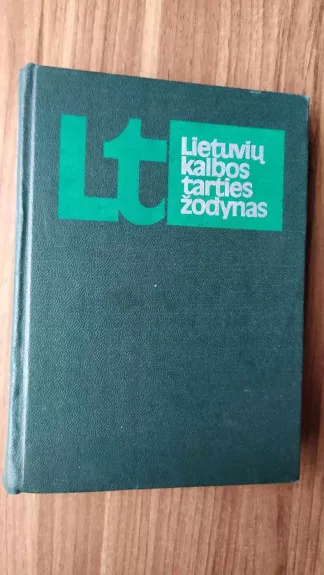 Lt
Lietuvių
kalbos
tarties
žodynas